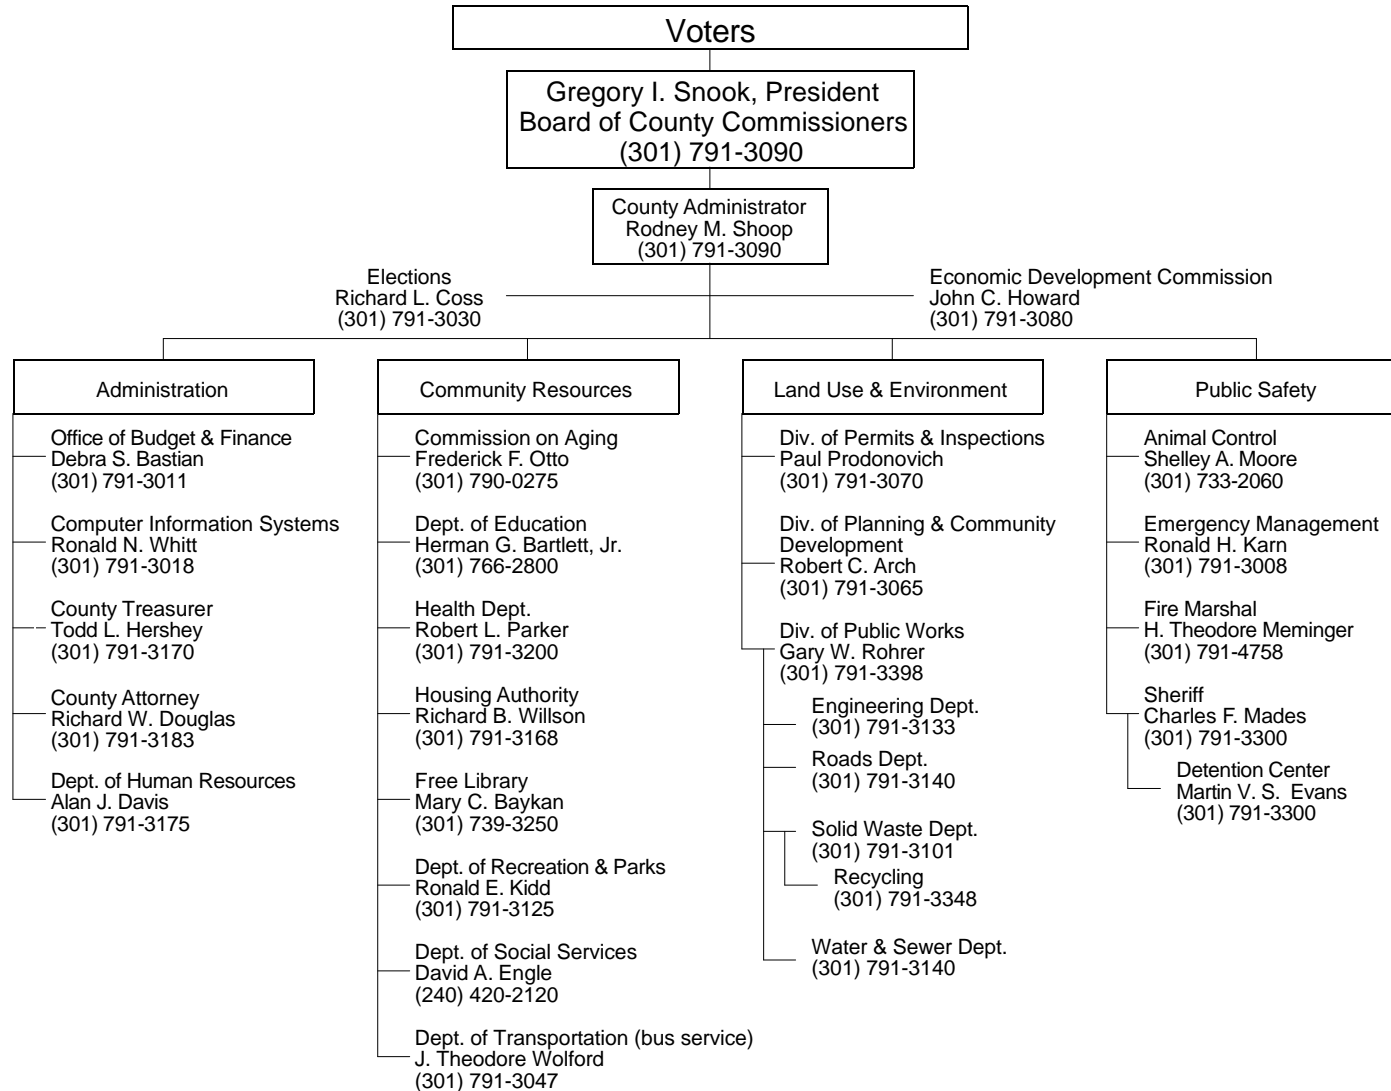 Voters
Gregory I. Snook, President
Board of County Commissioners
(301) 791-3090
County Administrator
Rodney M. Shoop
(301) 791-3090
Elections
Richard L. Coss
(301) 791-3030
Economic Development Commission
John C. Howard
(301) 791-3080
Administration
Office of Budget & Finance
Debra S. Bastian
(301) 791-3011
Computer Information Systems
Ronald N. Whitt
(301) 791-3018
County Treasurer
Todd L. Hershey
(301) 791-3170
County Attorney
Richard W. Douglas
(301) 791-3183
Dept. of Human Resources
Alan J. Davis
(301) 791-3175
Community Resources
Commission on Aging
Frederick F. Otto
(301) 790-0275
Dept. of Education
Herman G. Bartlett, Jr.
(301) 766-2800
Health Dept.
Robert L. Parker
(301) 791-3200
Housing Authority
Richard B. Willson
(301) 791-3168
Free Library
Mary C. Baykan
(301) 739-3250
Dept. of Recreation & Parks
Ronald E. Kidd
(301) 791-3125
Dept. of Social Services
David A. Engle
(240) 420-2120
Dept. of Transportation (bus service)
J. Theodore Wolford
(301) 791-3047
Land Use & Environment
Div. of Permits & Inspections
Paul Prodonovich
(301) 791-3070
Div. of Planning & Community
Development
Robert C. Arch
(301) 791-3065
Div. of Public Works
Gary W. Rohrer
(301) 791-3398
Engineering Dept.
(301) 791-3133
Roads Dept.
(301) 791-3140
Solid Waste Dept.
(301) 791-3101
Recycling
(301) 791-3348
Water & Sewer Dept.
(301) 791-3140
Public Safety
Animal Control
Shelley A. Moore
(301) 733-2060
Emergency Management
Ronald H. Karn
(301) 791-3008
Fire Marshal
H. Theodore Meminger
(301) 791-4758
Sheriff
Charles F. Mades
(301) 791-3300
Detention Center
Martin V. S. Evans
(301) 791-3300